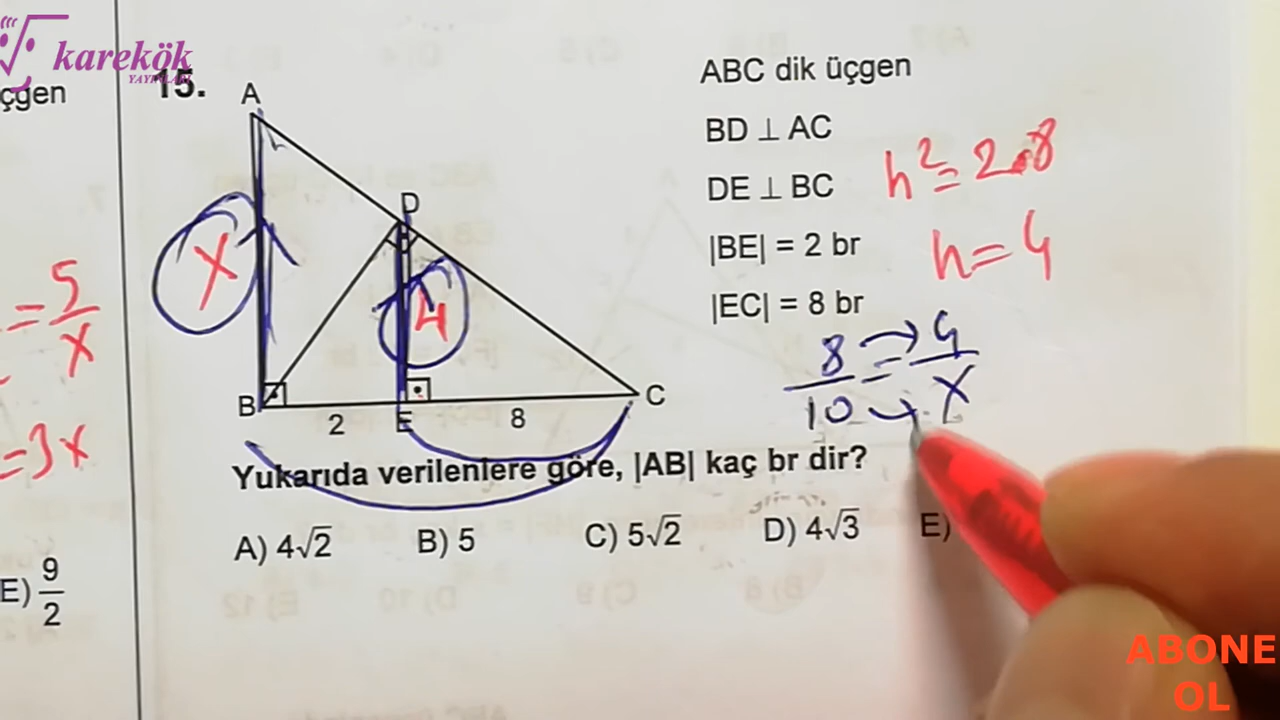 karekök
YAYINLARI
çgen
15.
A
D
B
E
C
2
8
X
4
ABC dik üçgen
BD ⊥ AC
DE ⊥ BC
|BE| = 2 br
|EC| = 8 br
h² = 2.8
h = 4
8/10 = 4/X
= 5/X
= 3X
Yukarıda verilenlere göre, |AB| kaç br dir?
A) 4√2 B) 5 C) 5√2 D) 4√3 E)
E) 9/2
ABONE
OL